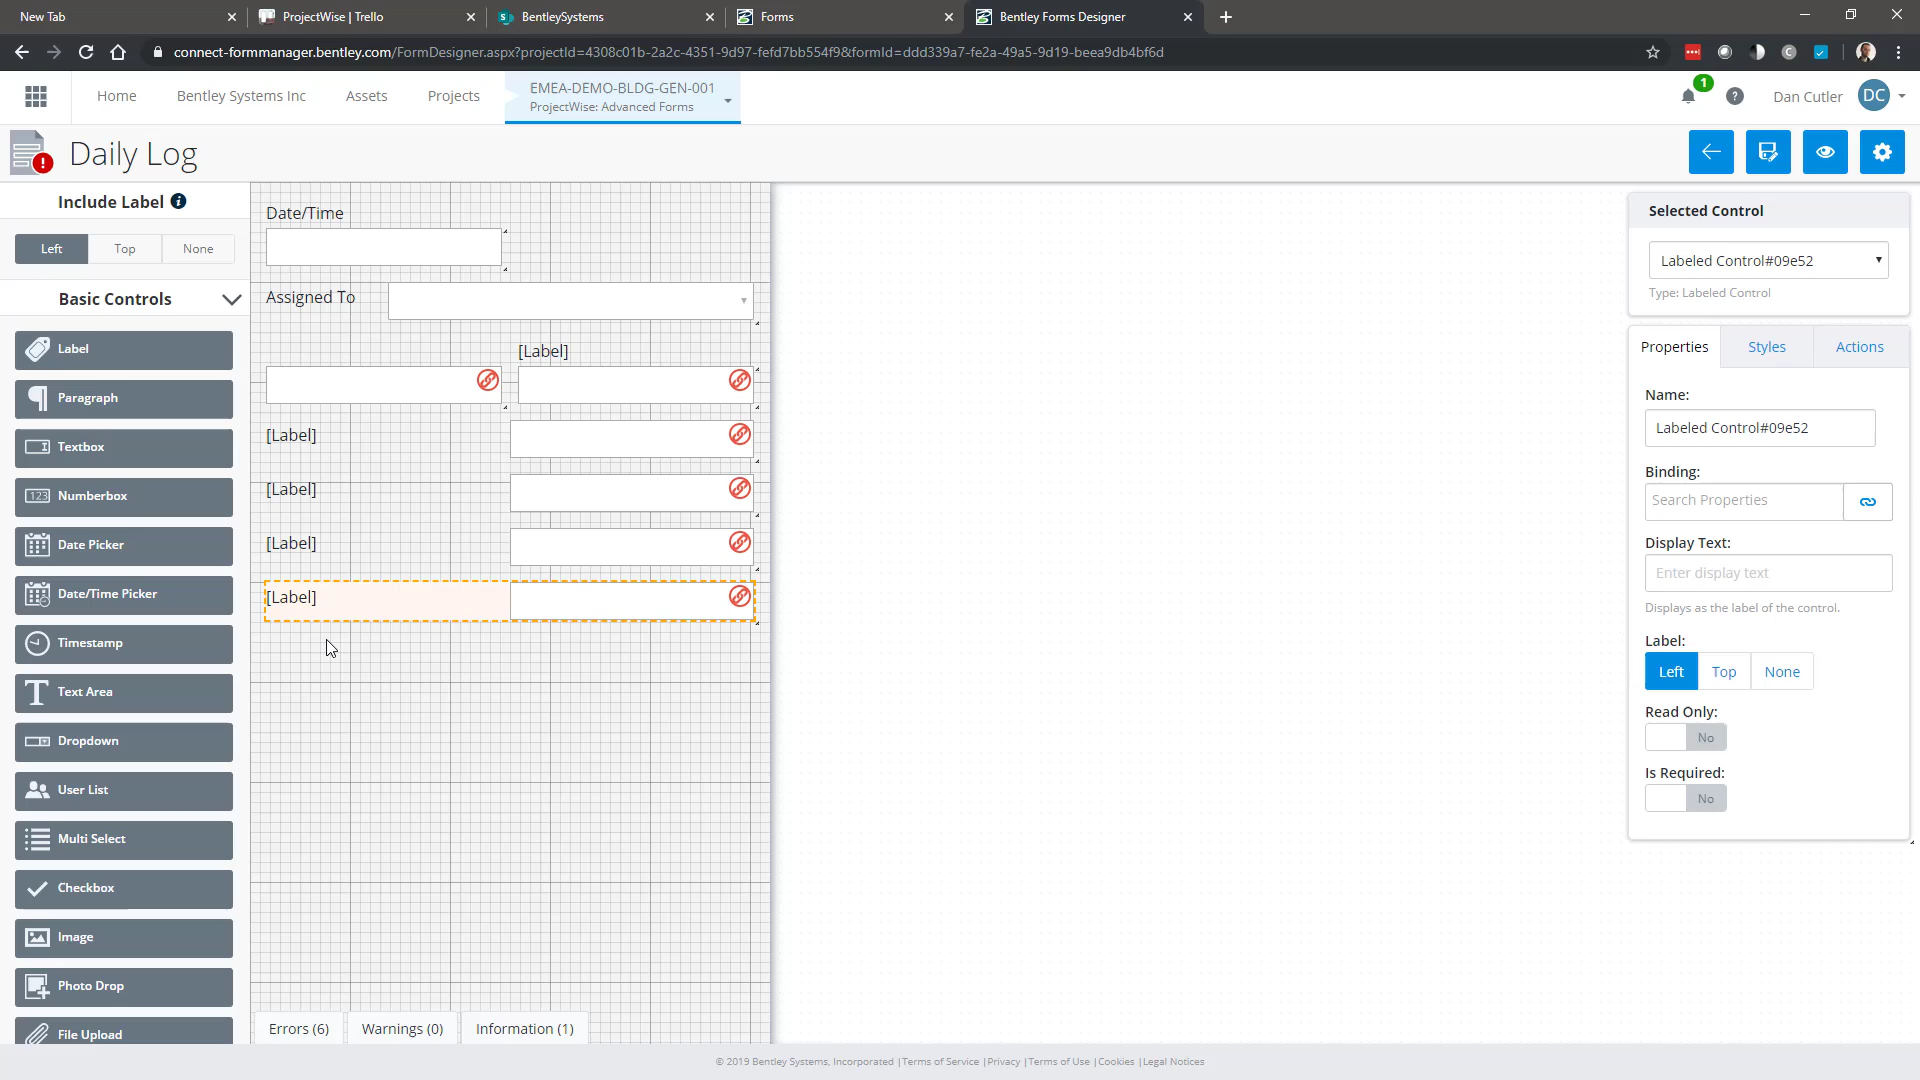 New Tab
ProjectWise | Trello
BentleySystems
Forms
Bentley Forms Designer
connect-formmanager.bentley.com/FormDesigner.aspx?projectId=4308c01b-2a2c-4351-9d97-fefd7bb554f9&formId=ddd339a7-fe2a-49a5-9d19-beea9db4bf6d
Home
Bentley Systems Inc
Assets
Projects
EMEA-DEMO-BLDG-GEN-001
ProjectWise: Advanced Forms
1
Dan Cutler
DC
Daily Log
Include Label
Left
Top
None
Basic Controls
Label
Paragraph
Textbox
123
Numberbox
Date Picker
Date/Time Picker
Timestamp
Text Area
Dropdown
User List
Multi Select
Checkbox
Image
Photo Drop
File Upload
Date/Time
Assigned To
[Label]
[Label]
[Label]
[Label]
[Label]
Errors (6)
Warnings (0)
Information (1)
Selected Control
Labeled Control#09e52
Type: Labeled Control
Properties
Styles
Actions
Name:
Labeled Control#09e52
Binding:
Search Properties
Display Text:
Enter display text
Displays as the label of the control.
Label:
Left
Top
None
Read Only:
No
Is Required:
No
© 2019 Bentley Systems, Incorporated |Terms of Service |Privacy |Terms of Use |Cookies |Legal Notices